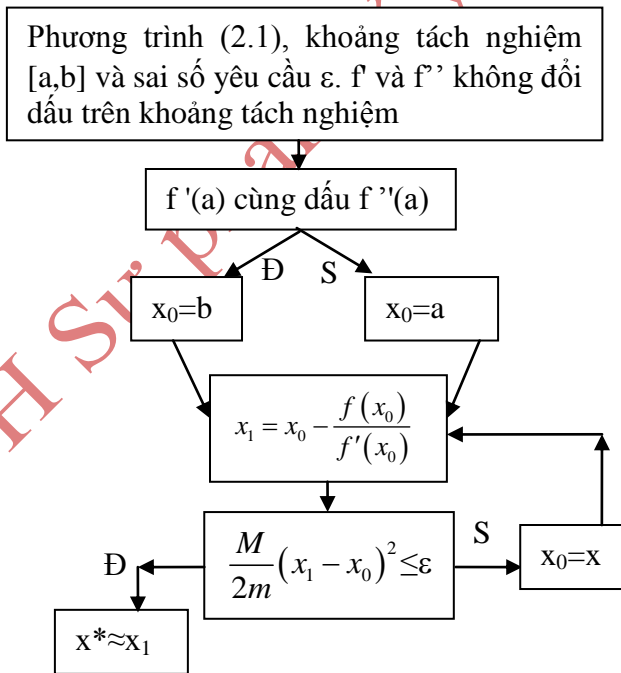 Phương trình (2.1), khoảng tách nghiệm
[a,b] và sai số yêu cầu ε. f' và f’’ không đổi
dấu trên khoảng tách nghiệm
f '(a) cùng dấu f ’'(a)
Đ S
x₀=b
x₀=a
x₁ = x₀ − f(x₀)/f′(x₀)
M/2m (x₁ − x₀)² ≤ε
S
x₀=x
Đ
x*≈x₁
H Sư p